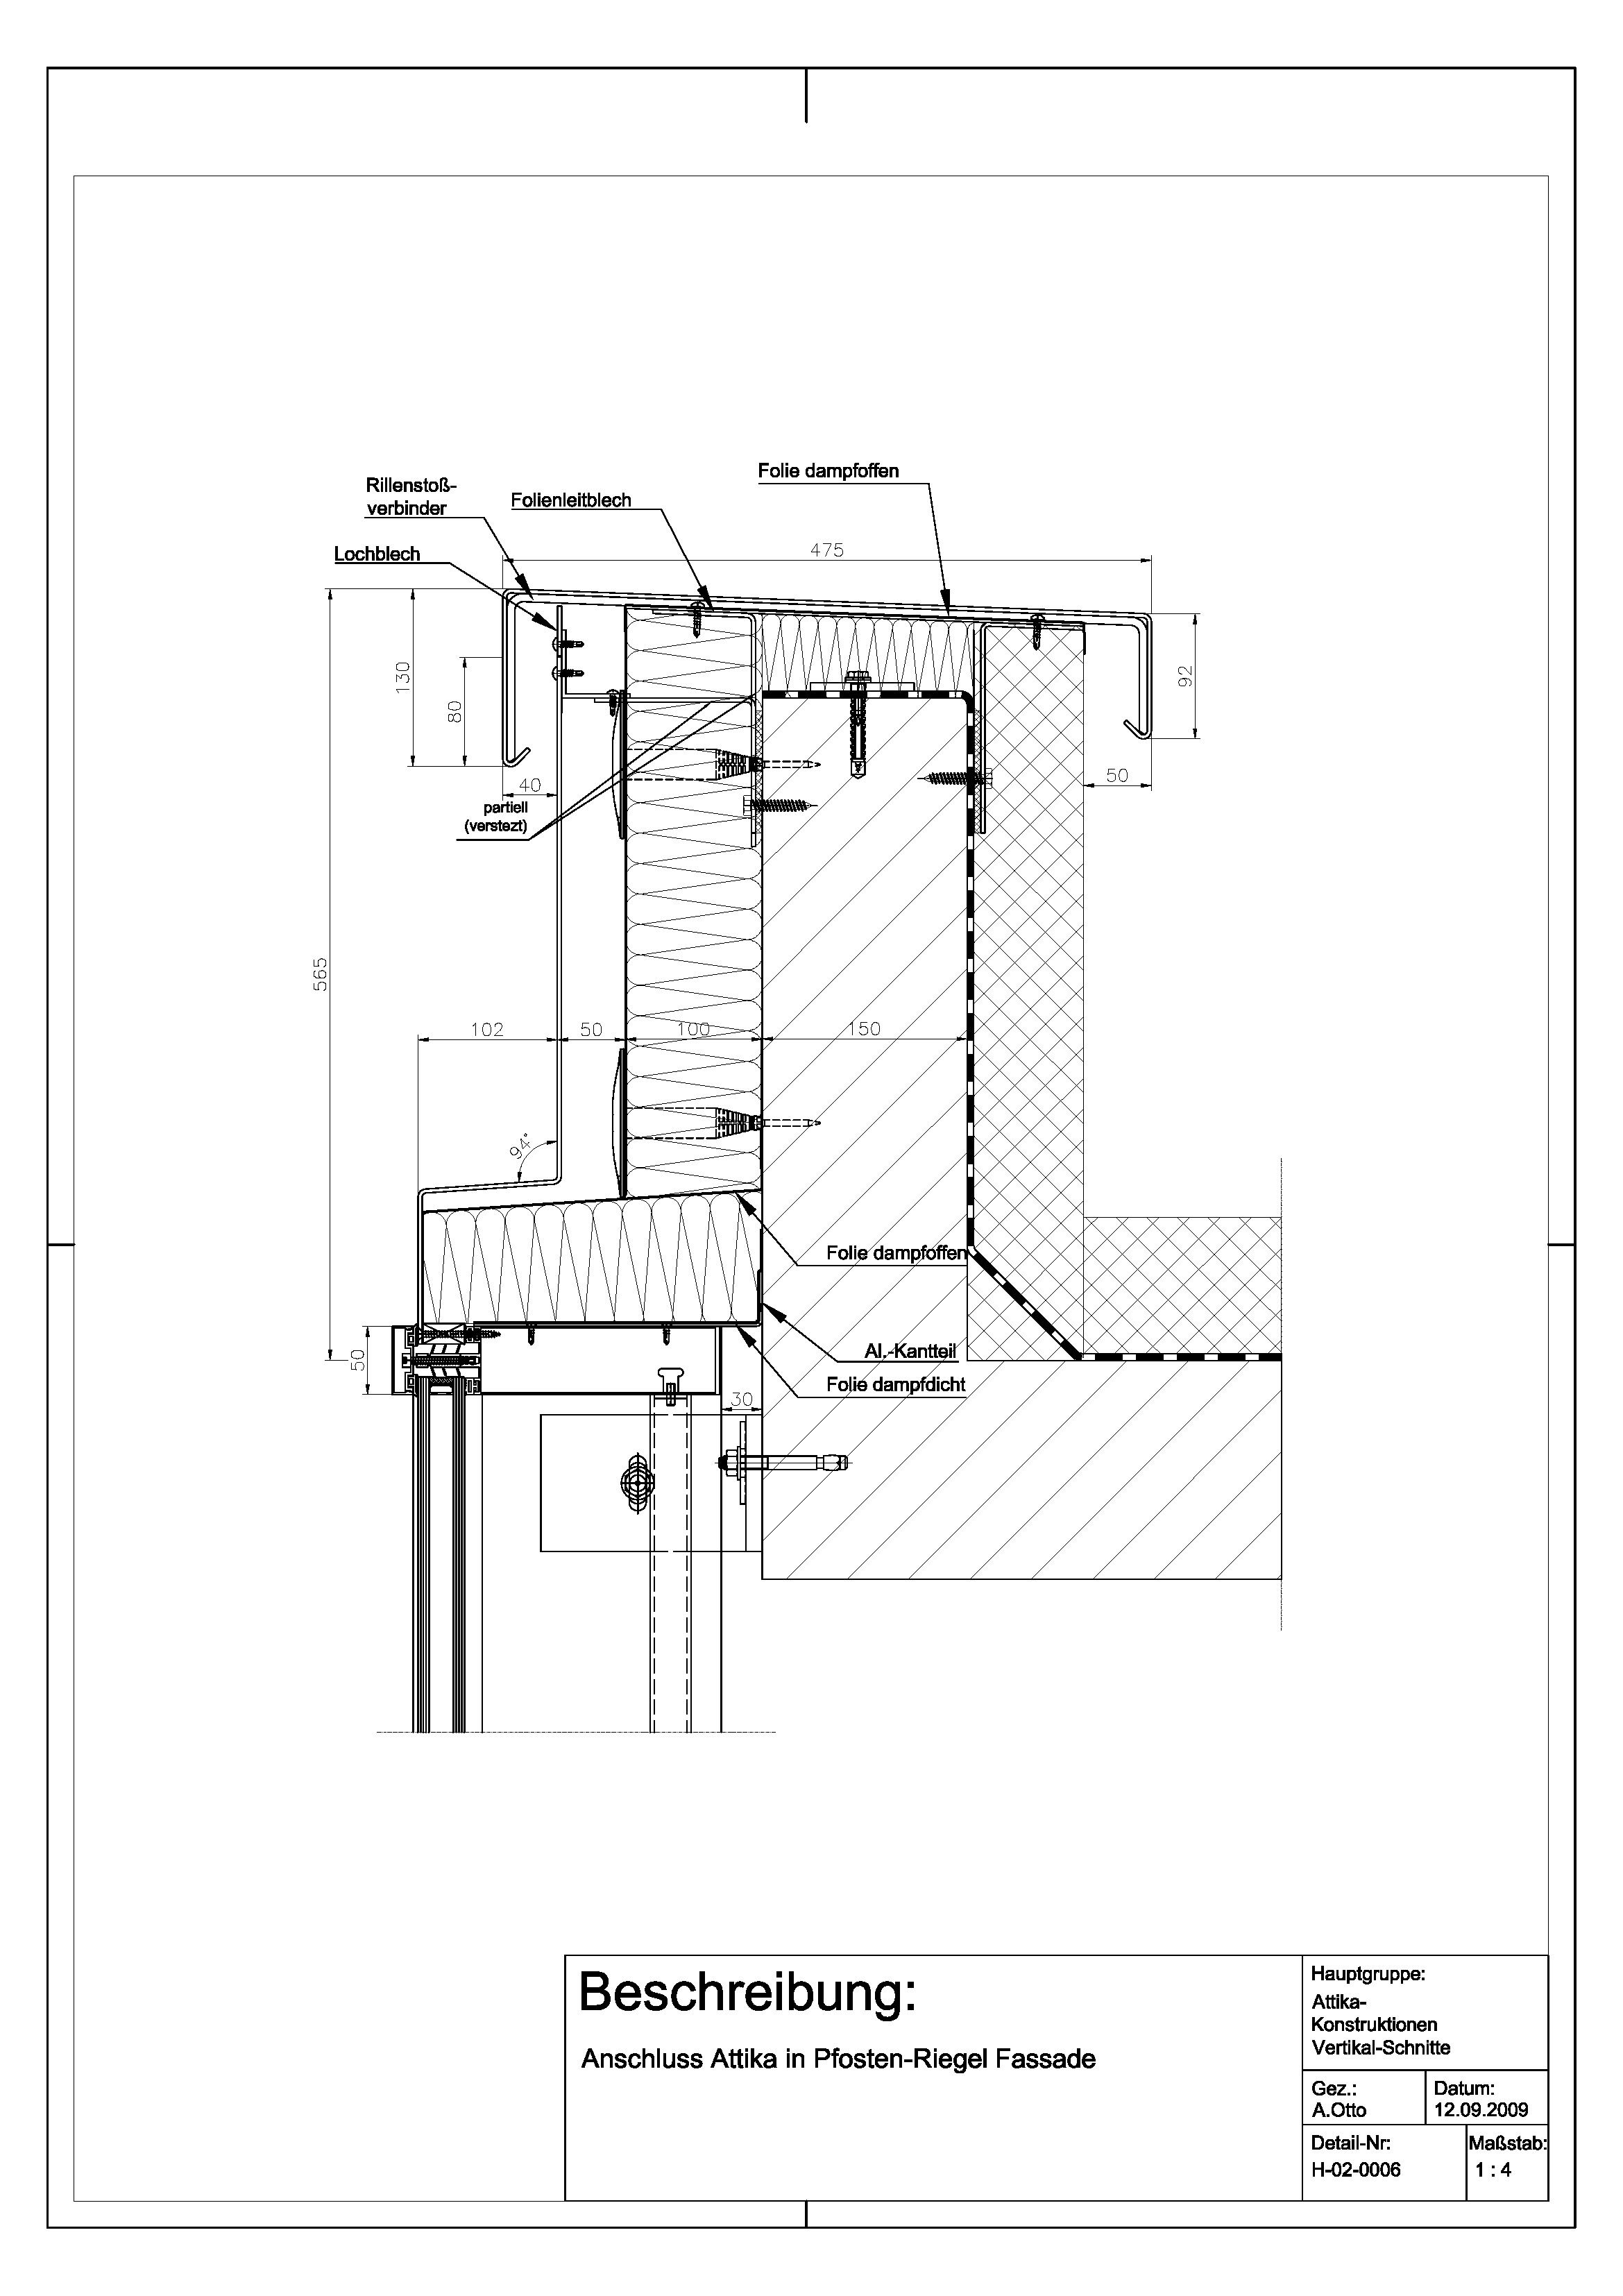 Folie dampfoffen
Rillenstoß-
verbinder
Folienleitblech
Lochblech
475
130
80
92
40
50
partiell
(verstezt)
565
102
50
100
150
94°
Folie dampfoffen
Al.-Kantteil
50
Folie dampfdicht
30
Beschreibung:
Anschluss Attika in Pfosten-Riegel Fassade
Hauptgruppe:
Attika-
Konstruktionen
Vertikal-Schnitte
Gez.:
A.Otto
Datum:
12.09.2009
Detail-Nr:
H-02-0006
Maßstab:
1 : 4